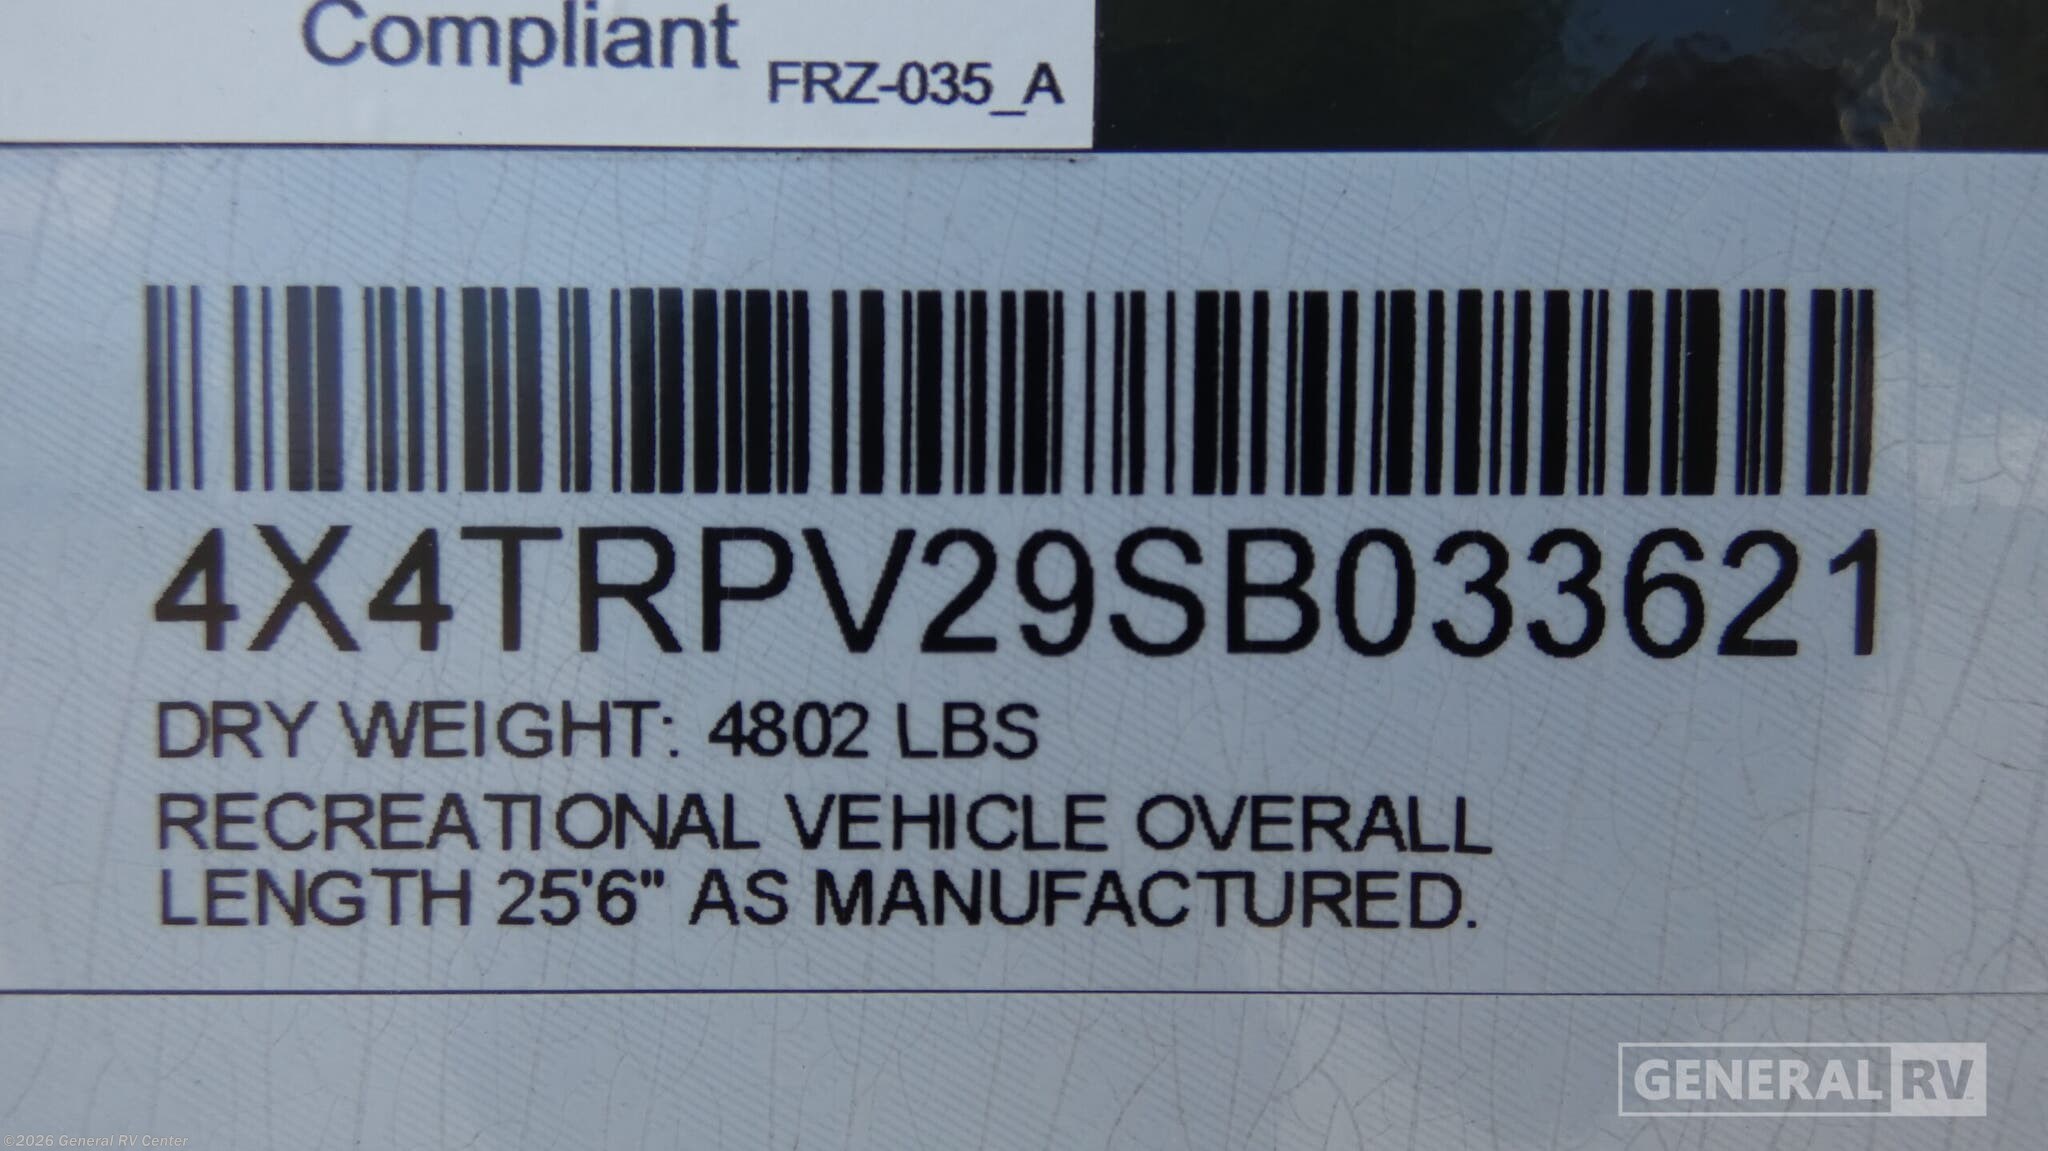 Compliant FRZ-035_A
4X4TRPV29SB033621
DRY WEIGHT: 4802 LBS
RECREATIONAL VEHICLE OVERALL
LENGTH 25'6" AS MANUFACTURED.
GENERAL RV
©2026 General RV Center